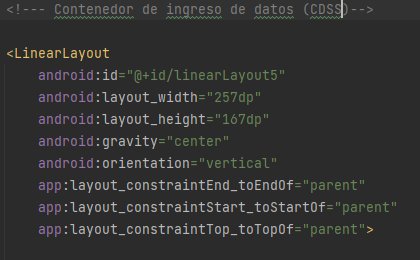 <!--- Contenedor de ingreso de datos (CDSS)-->
<LinearLayout
android:id="@+id/linearLayout5"
android:layout_width="257dp"
android:layout_height="167dp"
android:gravity="center"
android:orientation="vertical"
app:layout_constraintEnd_toEndOf="parent"
app:layout_constraintStart_toStartOf="parent"
app:layout_constraintTop_toTopOf="parent">